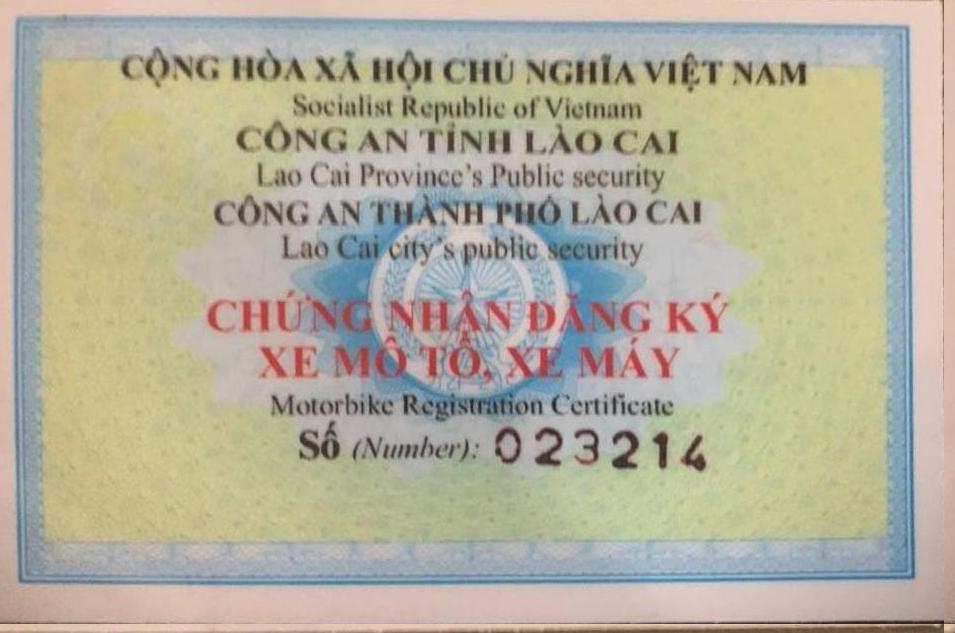 CỘNG HÒA XÃ HỘI CHỦ NGHĨA VIỆT NAM
Socialist Republic of Vietnam
CÔNG AN TỈNH LÀO CAI
Lao Cai Province's Public security
CÔNG AN THÀNH PHỐ LÀO CAI
Lao Cai city's public security
CHỨNG NHẬN ĐĂNG KÝ
XE MÔ TÔ, XE MÁY
Motorbike Registration Certificate
Số (Number): 023214